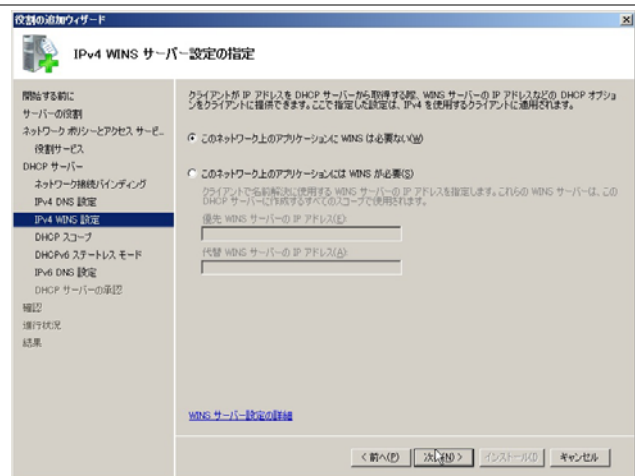 役割の追加ウィザード
IPv4 WINS サーバー設定の指定
開始する前に
サーバーの役割
ネットワーク ポリシーとアクセス サービ...
役割サービス
DHCP サーバー
ネットワーク接続バインディング
IPv4 DNS 設定
IPv4 WINS 設定
DHCP スコープ
DHCPv6 ステートレス モード
IPv6 DNS 設定
DHCP サーバーの承認
確認
進行状況
結果
クライアントが IP アドレスを DHCP サーバーから取得する際、WINS サーバーの IP アドレスなどの DHCP オプショ
ンをクライアントに提供できます。ここで指定した設定は、IPv4 を使用するクライアントに適用されます。
このネットワーク上のアプリケーションに WINS は必要ない(W)
このネットワーク上のアプリケーションには WINS が必要(S)
クライアントで名前解決に使用する WINS サーバーの IP アドレスを指定します。これらの WINS サーバーは、この
DHCP サーバーに作成するすべてのスコープで使用されます。
優先 WINS サーバーの IP アドレス(E):
代替 WINS サーバーの IP アドレス(A):
WINS サーバー設定の詳細
< 前へ(P)
次へ(N) >
インストール(I)
キャンセル